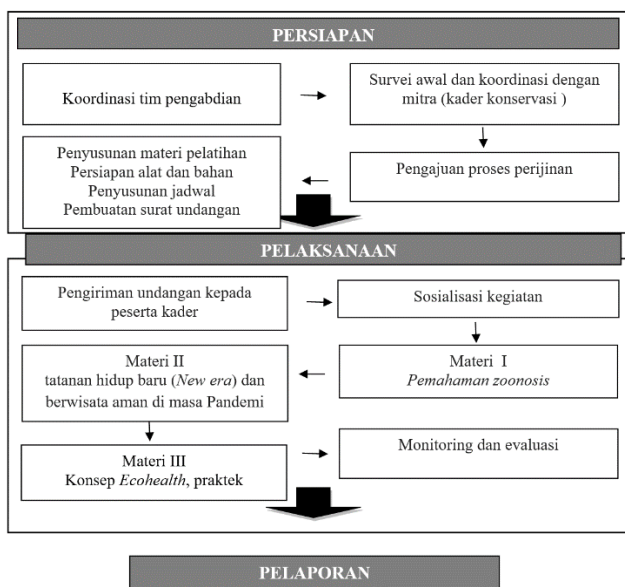 PERSIAPAN
Koordinasi tim pengabdian
Survei awal dan koordinasi dengan
mitra (kader konservasi )
Pengajuan proses perijinan
Penyusunan materi pelatihan
Persiapan alat dan bahan
Penyusunan jadwal
Pembuatan surat undangan
PELAKSANAAN
Pengiriman undangan kepada
peserta kader
Sosialisasi kegiatan
Materi I
Pemahaman zoonosis
Materi II
tatanan hidup baru (New era) dan
berwisata aman di masa Pandemi
Materi III
Konsep Ecohealth, praktek
Monitoring dan evaluasi
PELAPORAN